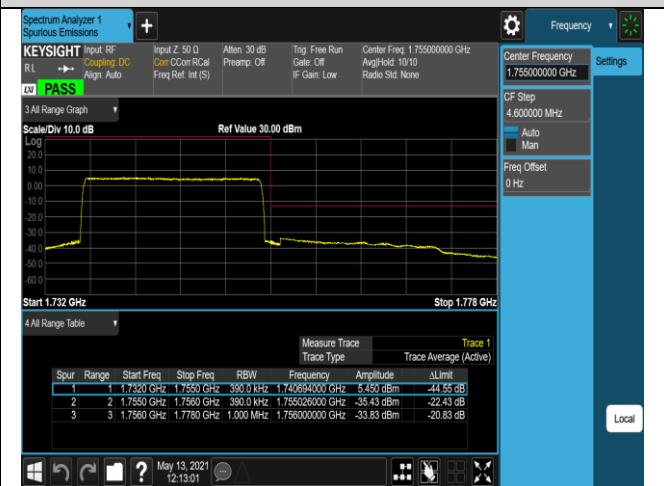 Spectrum Analyzer 1
Spurious Emissions
+
Frequency
KEYSIGHT Input: RF Input Z: 50 Ω Atten: 30 dB Trig: Free Run Center Freq: 1.755000000 GHz
RL Coupling: DC Corr CCorr RCal Preamp: Off Gate: Off Avg|Hold: 10/10
Align: Auto Freq Ref: Int (S) IF Gain: Low Radio Std: None
LXI PASS
Center Frequency
1.755000000 GHz
Settings
CF Step
4.600000 MHz
Auto
Man
Freq Offset
0 Hz
3 All Range Graph
Scale/Div 10.0 dB Ref Value 30.00 dBm
Log
20.0
10.0
0.00
-10.0
-20.0
-30.0
-40.0
-50.0
-60.0
Start 1.732 GHz Stop 1.778 GHz
4 All Range Table
Measure Trace Trace 1
Trace Type Trace Average (Active)
Spur Range Start Freq Stop Freq RBW Frequency Amplitude ΔLimit
1 1 1.7320 GHz 1.7550 GHz 390.0 kHz 1.740694000 GHz 5.450 dBm -44.55 dB
2 2 1.7550 GHz 1.7560 GHz 390.0 kHz 1.755026000 GHz -35.43 dBm -22.43 dB
3 3 1.7560 GHz 1.7780 GHz 1.000 MHz 1.756000000 GHz -33.83 dBm -20.83 dB
Local
? May 13, 2021
12:13:01